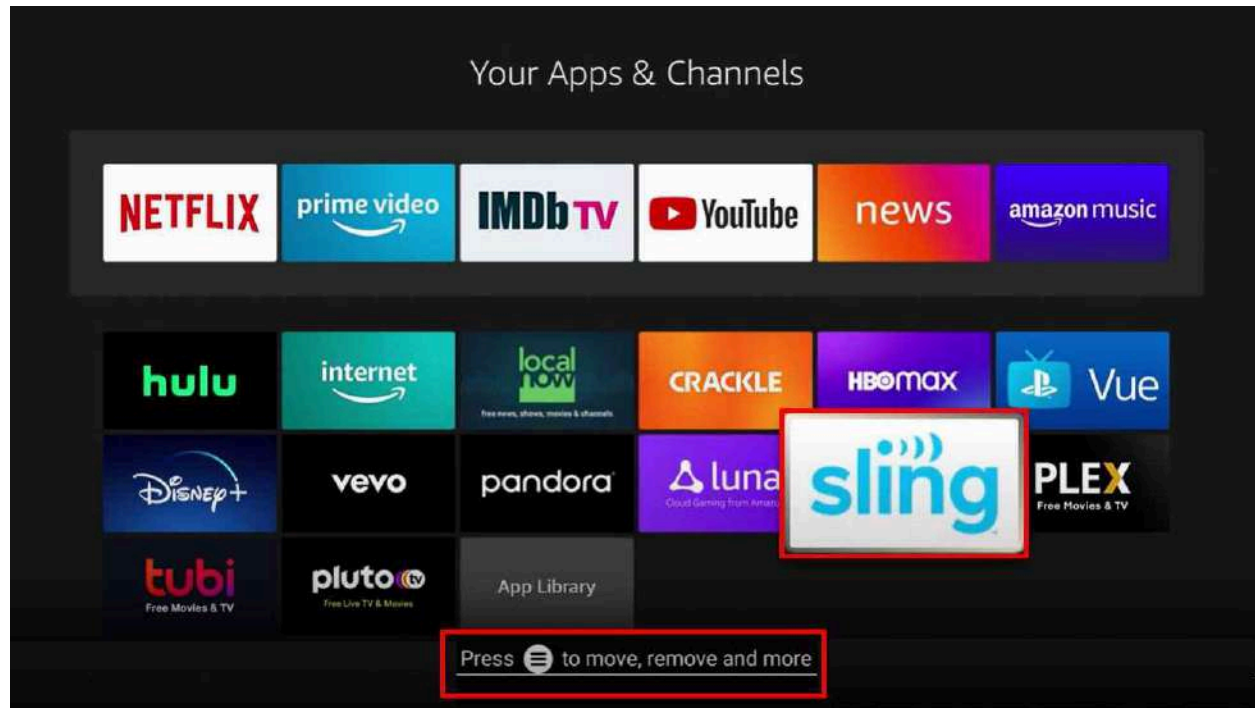 Your Apps & Channels
NETFLIX
prime video
IMDb TV
YouTube
news
amazon music
hulu
internet
local
now
free news, shows, movies & channels
CRACKLE
HBOmax
Vue
Disney+
vevo
pandora
luna
Cloud Gaming from Amazon
sling
PLEX
Free Movies & TV
tubi
Free Movies & TV
pluto tv
Free Live TV & Movies
App Library
Press to move, remove and more